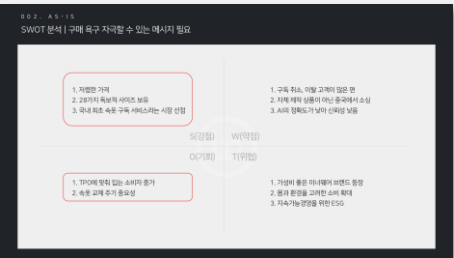 002. AS-IS
SWOT 분석 | 구매 욕구 자극할 수 있는 메시지 필요
1. 저렴한 가격
2. 28가지 독보적 사이즈 보유
3. 국내 최초 속옷 구독 서비스라는 시장 선점
1. 구독 취소, 이탈 고객이 많은 편
2. 자체 제작 상품이 아닌 중국에서 소싱
3. AI의 정확도가 낮아 신뢰성 낮음
S(강점)
W(약점)
O(기회)
T(위협)
1. TPO에 맞춰 입는 소비자 증가
2. 속옷 교체 주기 중요성
1. 가성비 좋은 이너웨어 브랜드 등장
2. 몸과 환경을 고려한 소비 확대
3. 지속가능경영을 위한 ESG